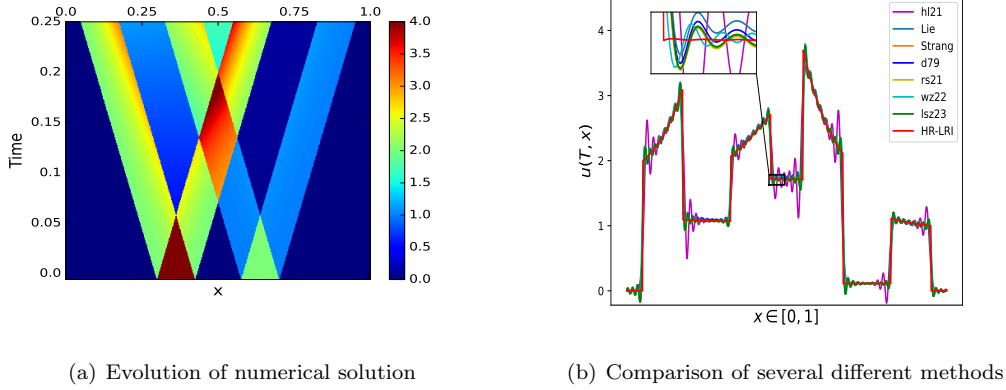 0.0 0.25 0.5 0.75 1.0
0.25
0.2
0.15
0.1
0.05
0.0
Time
x
4.0
3.5
3.0
2.5
2.0
1.5
1.0
0.5
0.0
(a) Evolution of numerical solution
4
3
2
1
0
u(T, x)
x ∈ [0, 1]
hl21
Lie
Strang
d79
rs21
wz22
lsz23
HR-LRI
(b) Comparison of several different methods